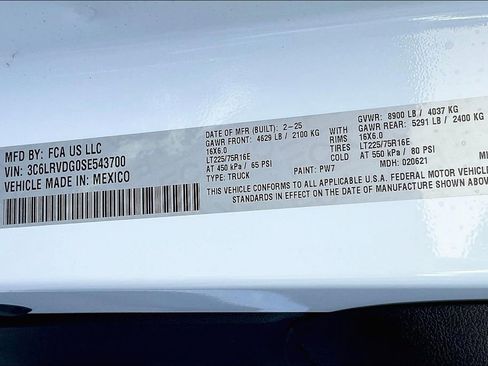 MFD BY: FCA US LLC
VIN: 3C6LRVDG0SE543700
VEHICLE MADE IN: MEXICO
DATE OF MFR (BUILT): 2-25
GAWR FRONT: 4629 LB / 2100 KG WITH
16X6.0 RIMS
LT225/75R16E TIRES
AT 450 kPa / 65 PSI COLD
TYPE: TRUCK PAINT: PW7
GVWR: 8900 LB / 4037 KG
GAWR REAR: 5291 LB / 2400 KG
16X6.0
LT225/75R16E
AT 550 kPa / 80 PSI
MDH: 020621
THIS VEHICLE CONFORMS TO ALL APPLICABLE U.S.A. FEDERAL MOTOR VEHICL
STANDARDS IN EFFECT ON THE DATE OF MANUFACTURE SHOWN ABOV